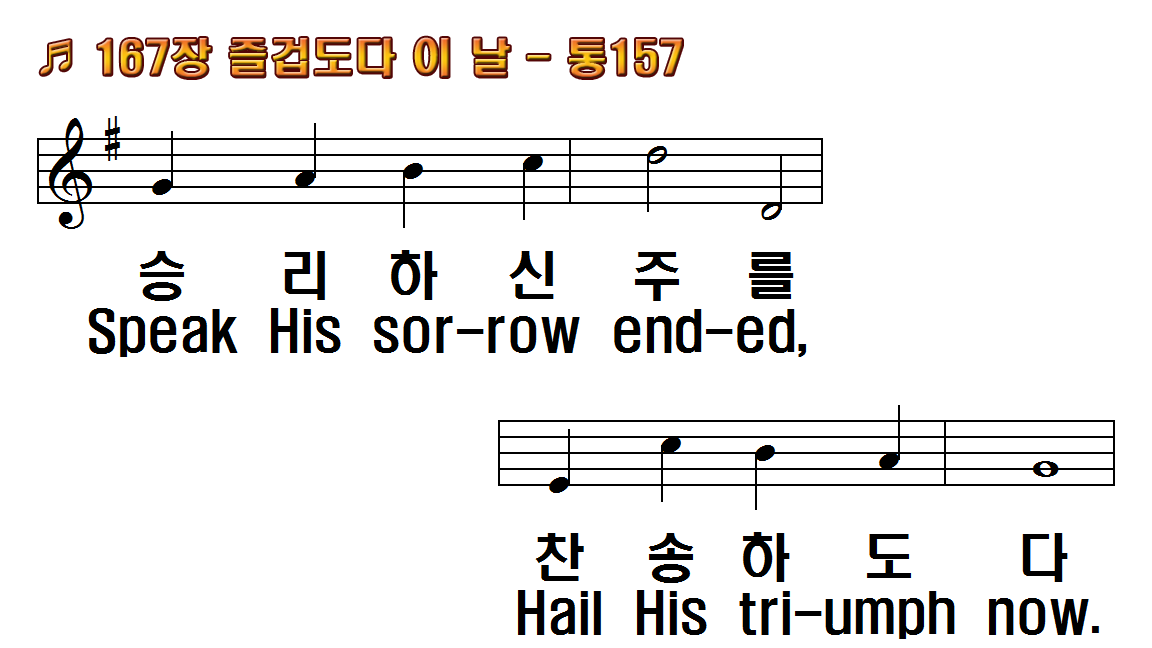 ♬ 167장 즐겁도다 이 날 - 통157
승 리 하 신 주 를
Speak His sor-row end-ed,
찬 송 하 도 다
Hail His tri-umph now.